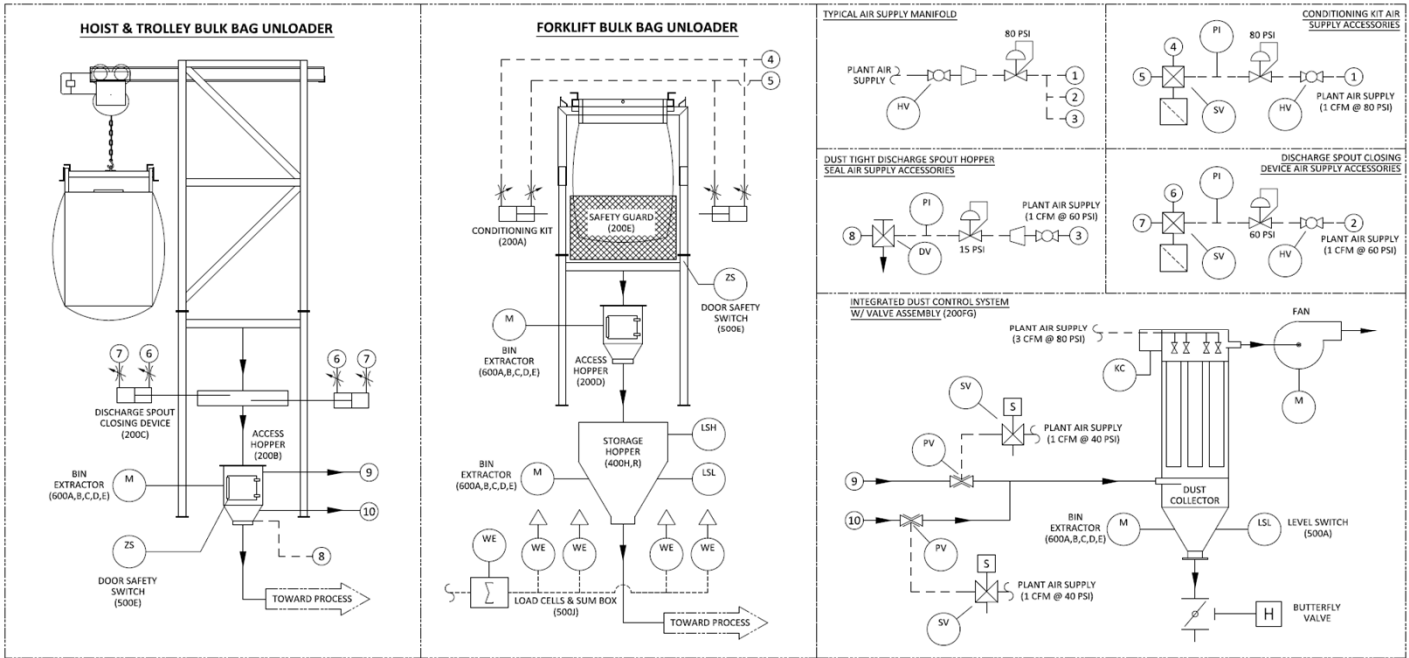 HOIST & TROLLEY BULK BAG UNLOADER
7
6
6
7
DISCHARGE SPOUT
CLOSING DEVICE
(200C)
ACCESS
HOPPER
(200B)
BIN
EXTRACTOR
(600A,B,C,D,E)
M
9
10
ZS
8
DOOR SAFETY
SWITCH
(500E)
TOWARD PROCESS
FORKLIFT BULK BAG UNLOADER
4
5
SAFETY GUARD
(200E)
CONDITIONING KIT
(200A)
ZS
DOOR SAFETY
SWITCH
(500E)
M
BIN
EXTRACTOR
(600A,B,C,D,E)
ACCESS
HOPPER
(200D)
STORAGE
HOPPER
(400H,R)
LSH
BIN
EXTRACTOR
(600A,B,C,D,E)
M
LSL
WE
WE
WE
WE
WE
Σ
LOAD CELLS & SUM BOX
(500J)
TOWARD PROCESS
TYPICAL AIR SUPPLY MANIFOLD
80 PSI
PLANT AIR
SUPPLY
HV
1
2
3
CONDITIONING KIT AIR
SUPPLY ACCESSORIES
4
PI
80 PSI
5
1
SV
HV
PLANT AIR SUPPLY
(1 CFM @ 80 PSI)
DUST TIGHT DISCHARGE SPOUT HOPPER
SEAL AIR SUPPLY ACCESSORIES
PI
PLANT AIR SUPPLY
(1 CFM @ 60 PSI)
8
3
DV
15 PSI
DISCHARGE SPOUT CLOSING
DEVICE AIR SUPPLY ACCESSORIES
6
PI
7
2
60 PSI
SV
HV
PLANT AIR SUPPLY
(1 CFM @ 60 PSI)
INTEGRATED DUST CONTROL SYSTEM
W/ VALVE ASSEMBLY (200FG)
PLANT AIR SUPPLY
(3 CFM @ 80 PSI)
FAN
KC
M
SV
S
PLANT AIR SUPPLY
(1 CFM @ 40 PSI)
PV
9
10
PV
DUST
COLLECTOR
BIN
EXTRACTOR
(600A,B,C,D,E)
M
LSL
LEVEL SWITCH
(500A)
S
PLANT AIR SUPPLY
(1 CFM @ 40 PSI)
SV
H
BUTTERFLY
VALVE